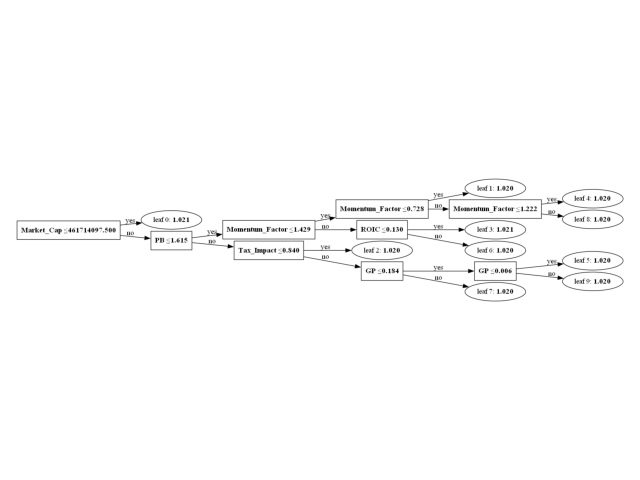 yes
leaf 1: 1.020
Momentum_Factor ≤0.728
no
Momentum_Factor ≤1.222
yes
leaf 4: 1.020
no
leaf 8: 1.020
yes
leaf 0: 1.021
Market_Cap ≤461714097.500
no
PB ≤1.615
yes
Momentum_Factor ≤1.429
yes
no
ROIC ≤0.130
yes
leaf 3: 1.021
no
leaf 6: 1.020
no
Tax_Impact ≤0.840
yes
leaf 2: 1.020
no
GP ≤0.184
yes
GP ≤0.006
yes
leaf 5: 1.020
no
leaf 9: 1.020
no
leaf 7: 1.020